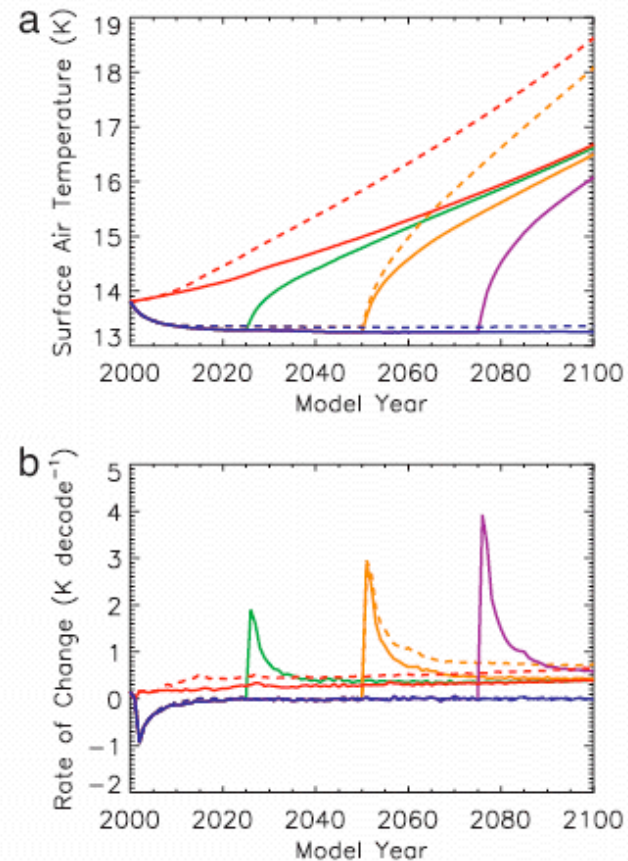 a
Surface Air Temperature (K)
19
18
17
16
15
14
13
2000 2020 2040 2060 2080 2100
Model Year
b
Rate of Change (K decade⁻¹)
5
4
3
2
1
0
-1
-2
2000 2020 2040 2060 2080 2100
Model Year